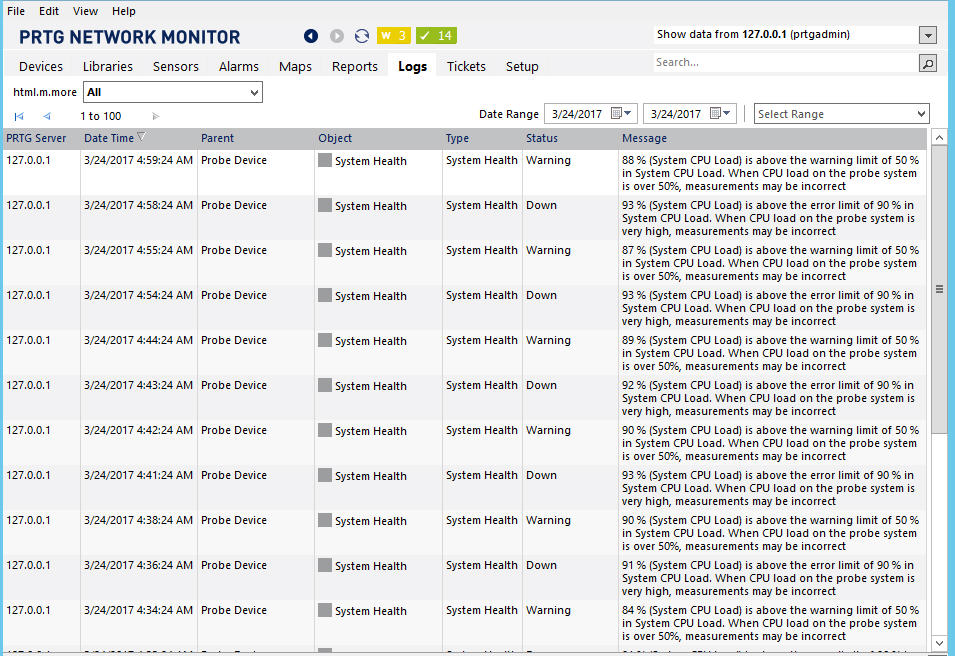 File Edit View Help
PRTG NETWORK MONITOR W 3 ✓ 14 Show data from 127.0.0.1 (prtgadmin)
Devices Libraries Sensors Alarms Maps Reports Logs Tickets Setup Search...
html.m.more All
1 to 100 Date Range 3/24/2017 3/24/2017 Select Range
PRTG Server Date Time Parent Object Type Status Message
127.0.0.1 3/24/2017 4:59:24 AM Probe Device System Health System Health Warning 88 % (System CPU Load) is above the warning limit of 50 %
in System CPU Load. When CPU load on the probe system
is over 50%, measurements may be incorrect
127.0.0.1 3/24/2017 4:58:24 AM Probe Device System Health System Health Down 93 % (System CPU Load) is above the error limit of 90 % in
System CPU Load. When CPU load on the probe system is
very high, measurements may be incorrect
127.0.0.1 3/24/2017 4:55:24 AM Probe Device System Health System Health Warning 87 % (System CPU Load) is above the warning limit of 50 %
in System CPU Load. When CPU load on the probe system
is over 50%, measurements may be incorrect
127.0.0.1 3/24/2017 4:54:24 AM Probe Device System Health System Health Down 93 % (System CPU Load) is above the error limit of 90 % in
System CPU Load. When CPU load on the probe system is
very high, measurements may be incorrect
127.0.0.1 3/24/2017 4:44:24 AM Probe Device System Health System Health Warning 89 % (System CPU Load) is above the warning limit of 50 %
in System CPU Load. When CPU load on the probe system
is over 50%, measurements may be incorrect
127.0.0.1 3/24/2017 4:43:24 AM Probe Device System Health System Health Down 92 % (System CPU Load) is above the error limit of 90 % in
System CPU Load. When CPU load on the probe system is
very high, measurements may be incorrect
127.0.0.1 3/24/2017 4:42:24 AM Probe Device System Health System Health Warning 90 % (System CPU Load) is above the warning limit of 50 %
in System CPU Load. When CPU load on the probe system
is over 50%, measurements may be incorrect
127.0.0.1 3/24/2017 4:41:24 AM Probe Device System Health System Health Down 93 % (System CPU Load) is above the error limit of 90 % in
System CPU Load. When CPU load on the probe system is
very high, measurements may be incorrect
127.0.0.1 3/24/2017 4:38:24 AM Probe Device System Health System Health Warning 90 % (System CPU Load) is above the warning limit of 50 %
in System CPU Load. When CPU load on the probe system
is over 50%, measurements may be incorrect
127.0.0.1 3/24/2017 4:36:24 AM Probe Device System Health System Health Down 91 % (System CPU Load) is above the error limit of 90 % in
System CPU Load. When CPU load on the probe system is
very high, measurements may be incorrect
127.0.0.1 3/24/2017 4:34:24 AM Probe Device System Health System Health Warning 84 % (System CPU Load) is above the warning limit of 50 %
in System CPU Load. When CPU load on the probe system
is over 50%, measurements may be incorrect